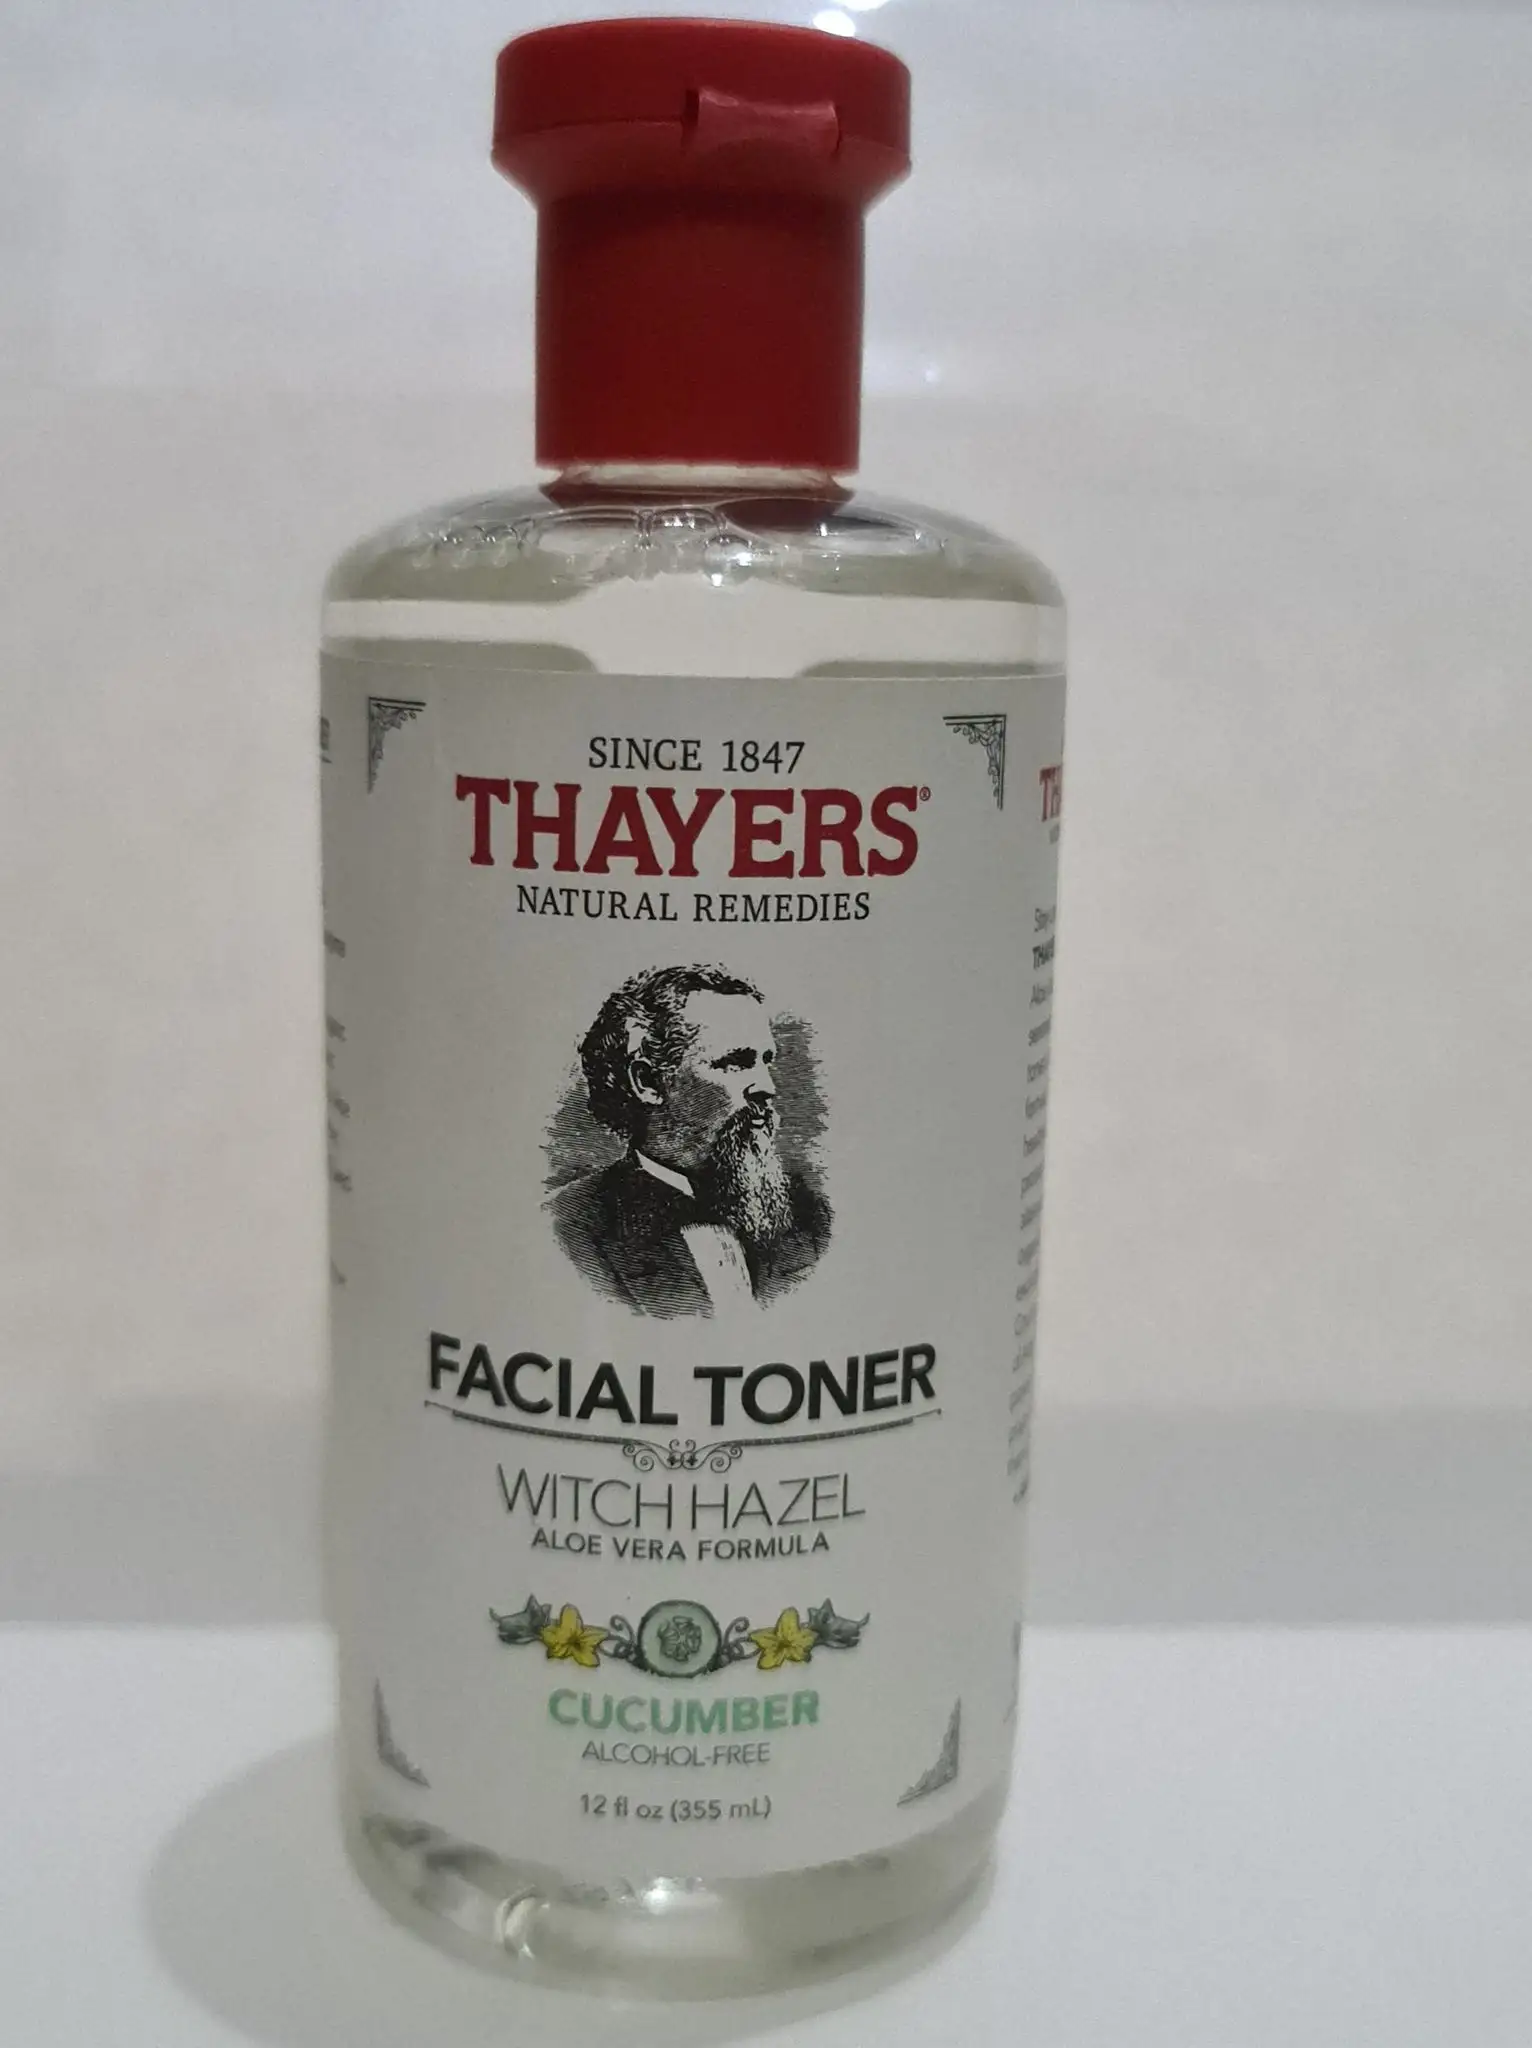 SINCE 1847
THAYERS®
NATURAL REMEDIES
FACIAL TONER
WITCH HAZEL
ALOE VERA FORMULA
CUCUMBER
ALCOHOL-FREE
12 fl oz (355 mL)